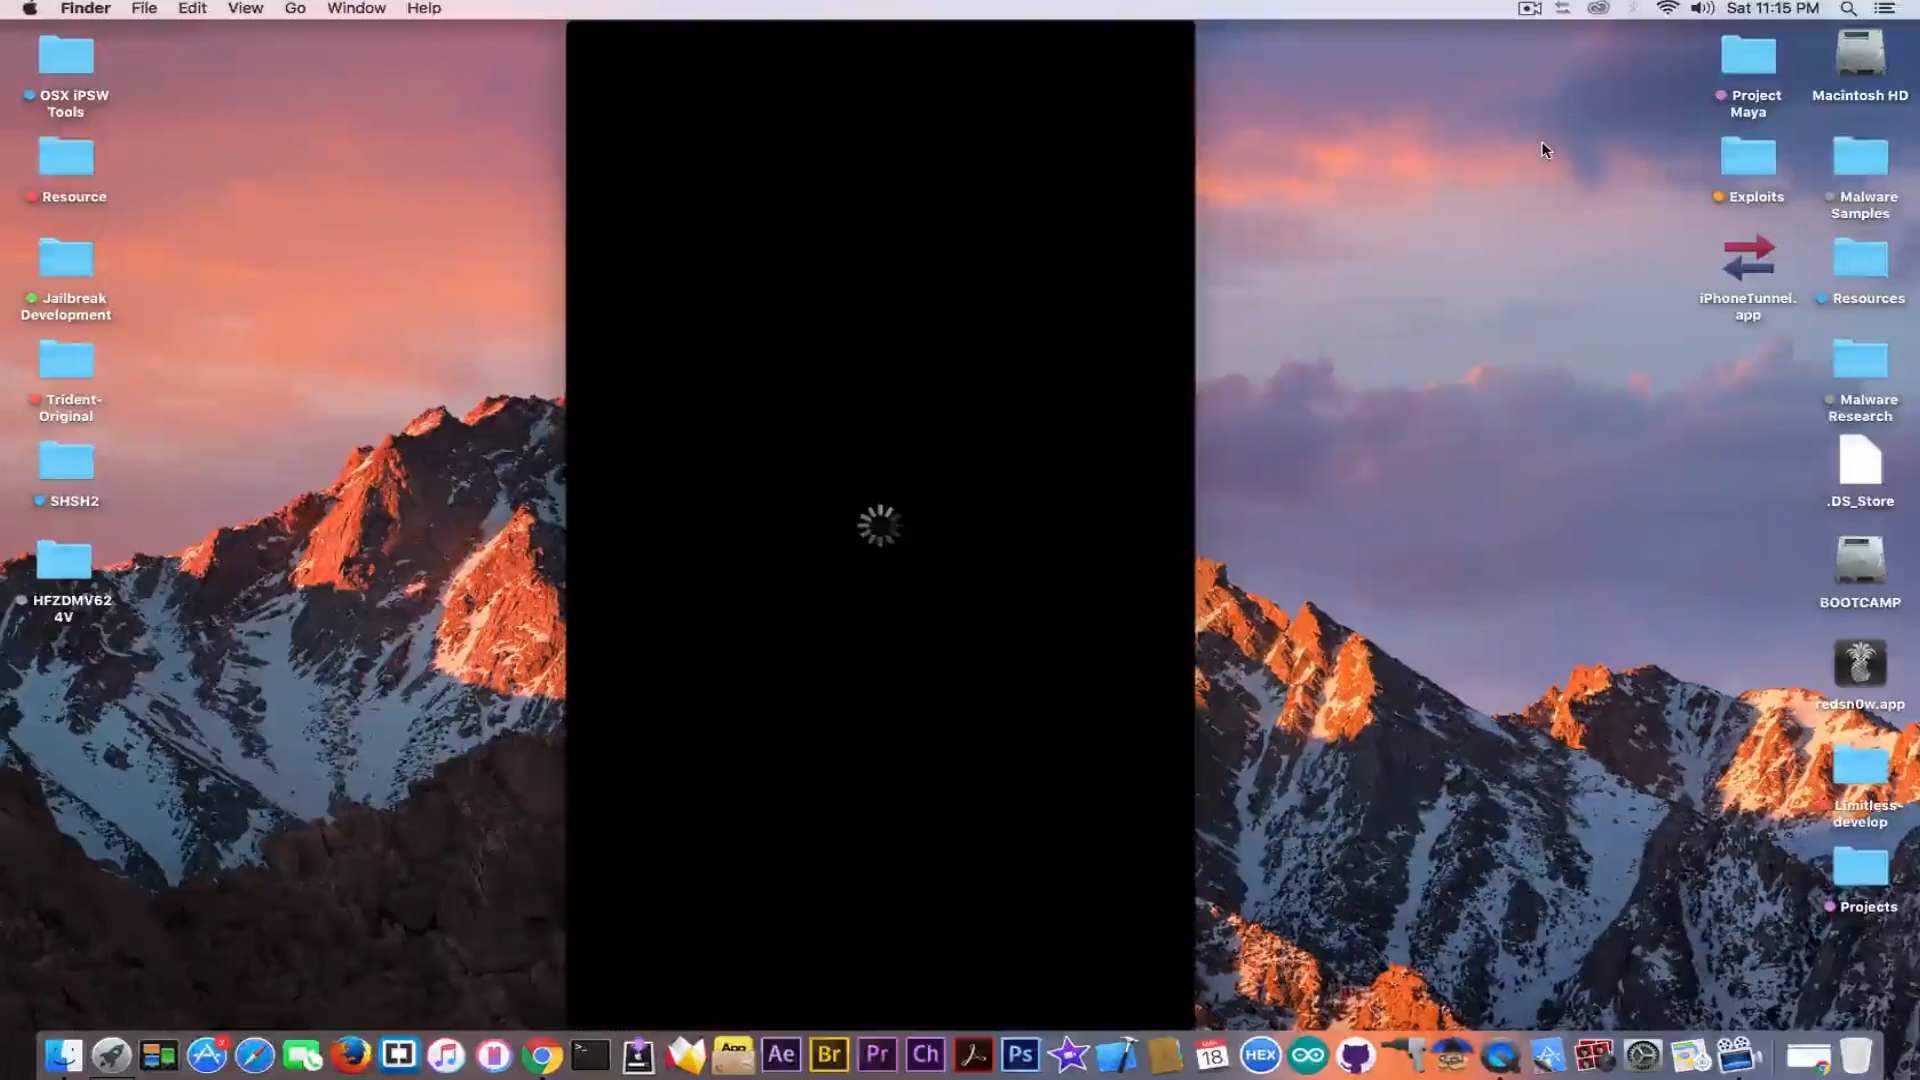 Finder File Edit View Go Window Help
Sat 11:15 PM
OSX iPSW
Tools
Resource
Jailbreak
Development
Trident-
Original
SHSH2
HFZDMV62
4V
Project
Maya
Exploits
iPhoneTunnel.
app
Macintosh HD
Malware
Samples
Resources
Malware
Research
.DS_Store
BOOTCAMP
redsn0w.app
Limitless-
develop
Projects
Ae
Br
Pr
Ch
Ps
18
HEX